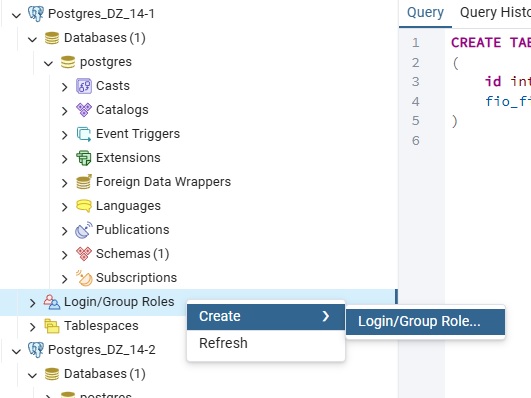 Postgres_DZ_14-1
Databases (1)
postgres
Casts
Catalogs
Event Triggers
Extensions
Foreign Data Wrappers
Languages
Publications
Schemas (1)
Subscriptions
Login/Group Roles
Tablespaces
Postgres_DZ_14-2
Databases (1)
postgres
Create
Refresh
Login/Group Role...
Query Query Histo
1 CREATE TAB
2 (
3 id int
4 fio_fi
5 )
6